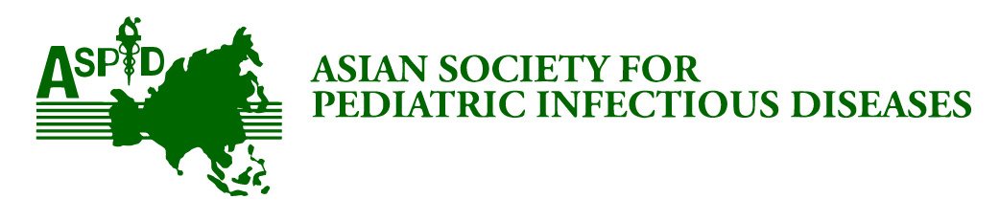 ASPID
ASIAN SOCIETY FOR
PEDIATRIC INFECTIOUS DISEASES